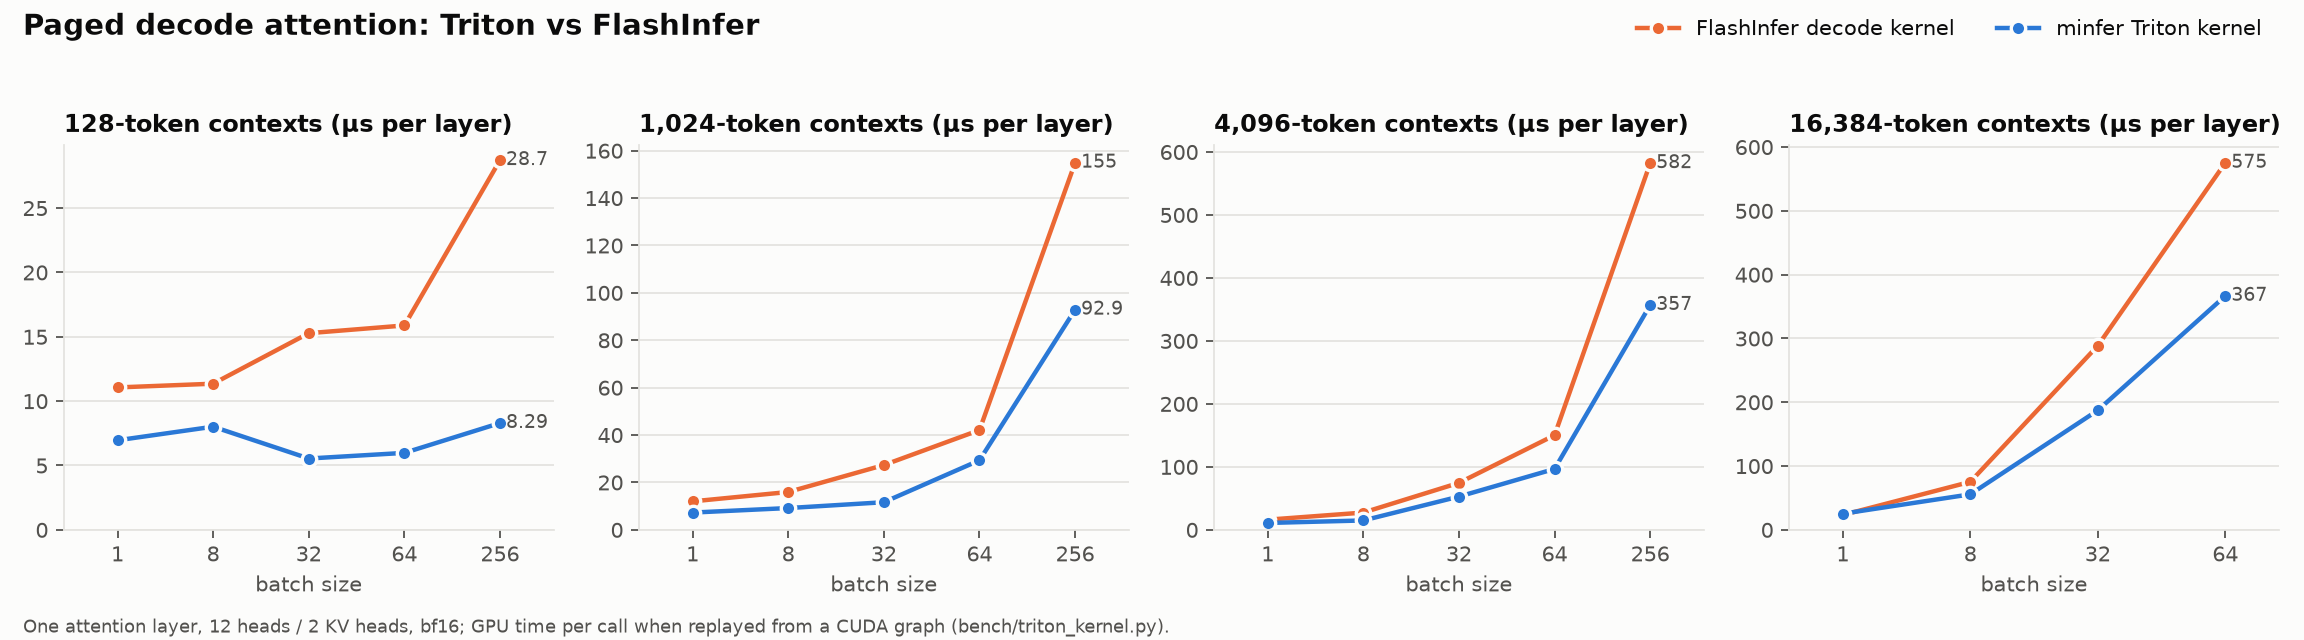 Paged decode attention: Triton vs FlashInfer
FlashInfer decode kernel
minfer Triton kernel
128-token contexts (µs per layer)
28.7
8.29
25
20
15
10
5
0
1 8 32 64 256
batch size
1,024-token contexts (µs per layer)
160
140
120
100
80
60
40
20
0
155
92.9
1 8 32 64 256
batch size
4,096-token contexts (µs per layer)
600
500
400
300
200
100
0
582
357
1 8 32 64 256
batch size
16,384-token contexts (µs per layer)
600
500
400
300
200
100
0
575
367
1 8 32 64
batch size
One attention layer, 12 heads / 2 KV heads, bf16; GPU time per call when replayed from a CUDA graph (bench/triton_kernel.py).